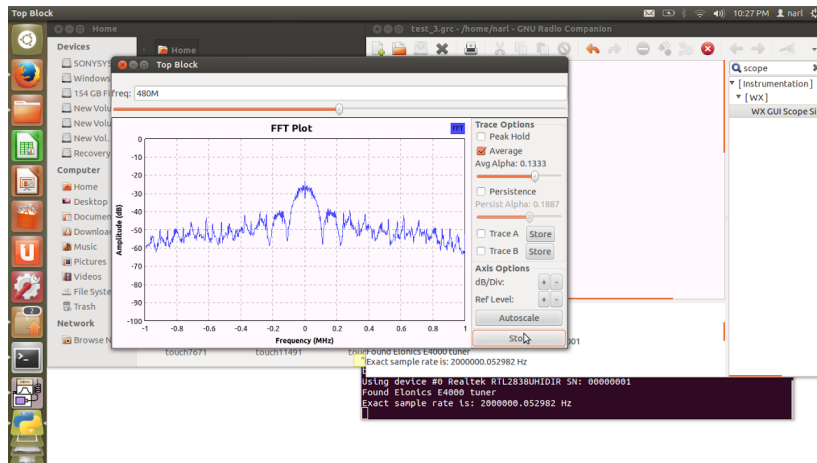 Top Block
10:27 PM
narl
Home
test_3.grc - /home/narl - GNU Radio Companion
Devices
Home
SONYSYS
Windows
154 GB Fi
New Volu
New Volu
New Vol..
Recovery
Computer
Home
Desktop
Documen
Downloa
Music
Pictures
Videos
File Syste
Trash
Network
Browse N
touch7671
touch11491
Top Block
freq: 480M
FFT Plot
FFT
Amplitude (dB)
0
-10
-20
-30
-40
-50
-60
-70
-80
-90
-100
-1
-0.8
-0.6
-0.4
-0.2
0
0.2
0.4
0.6
0.8
1
Frequency (MHz)
Trace Options
Peak Hold
Average
Avg Alpha: 0.1333
Persistence
Persist Alpha: 0.1887
Trace A
Store
Trace B
Store
Axis Options
dB/Div:
+
-
Ref Level:
+
-
Autoscale
Stop
scope
[Instrumentation]
[WX]
WX GUI Scope Si
001
Found Elonics E4000 tuner
Exact sample rate is: 2000000.052982 Hz
Using device #0 Realtek RTL2838UHIDIR SN: 00000001
Found Elonics E4000 tuner
Exact sample rate is: 2000000.052982 Hz
2